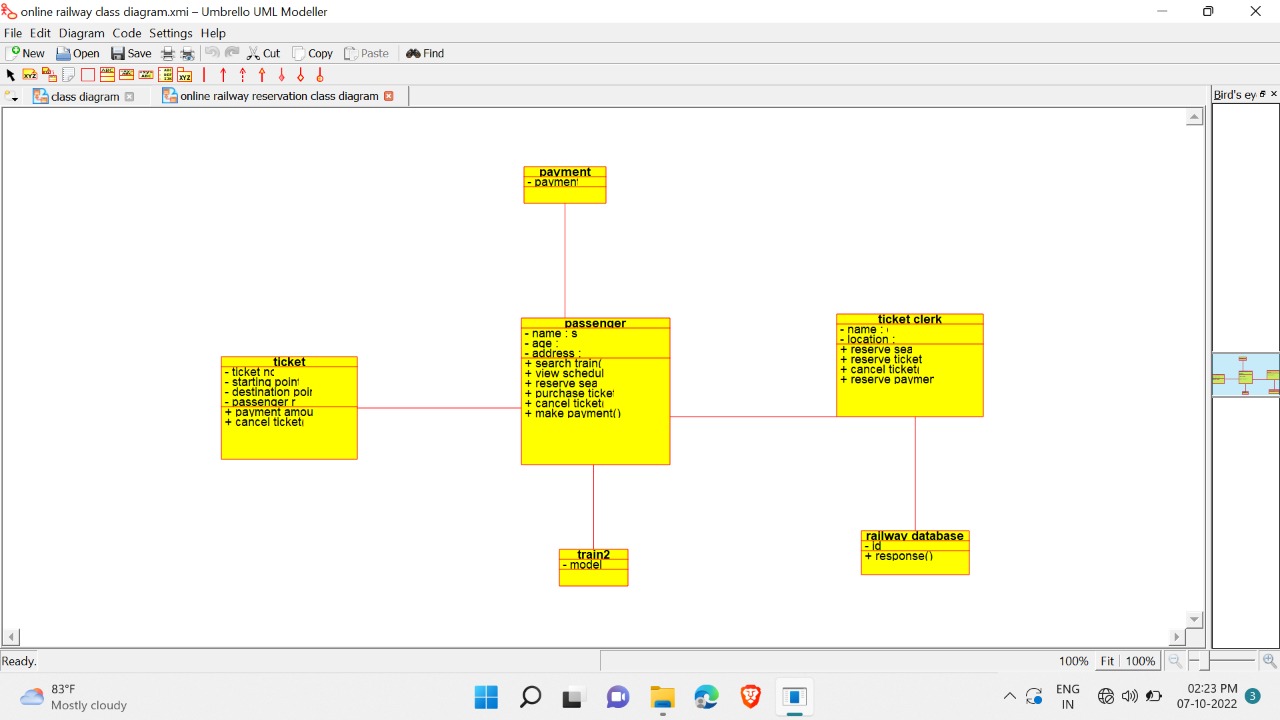 online railway class diagram.xmi – Umbrello UML Modeller
File Edit Diagram Code Settings Help
New Open Save Cut Copy Paste Find
class diagram online railway reservation class diagram Bird's ey
payment
- payment
passenger
- name : s
- age :
- address :
+ search train(
+ view schedul
+ reserve sea
+ purchase ticket
+ cancel ticket(
+ make payment()
ticket clerk
- name :
- location :
+ reserve sea
+ reserve ticket
+ cancel ticket(
+ reserve paymen
ticket
- ticket no
- starting point
- destination poin
- passenger
+ payment amou
+ cancel ticket(
train2
- model
railway database
- id
+ response()
Ready. 100% Fit 100%
83°F
Mostly cloudy
ENG
IN
02:23 PM
07-10-2022
3